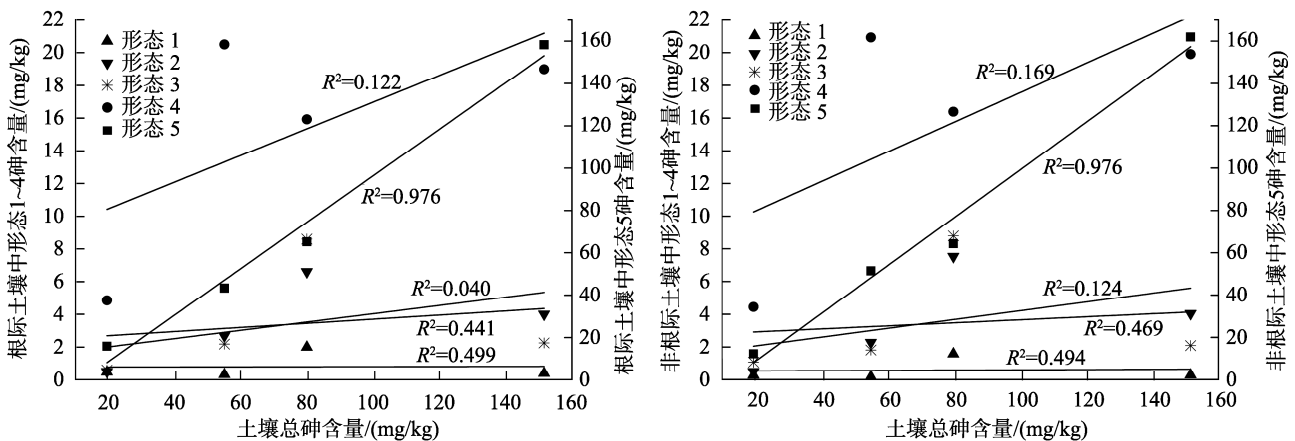 22
20
18
16
14
12
10
8
6
4
2
0
根际土壤中形态1~4砷含量/(mg/kg)
形态 1
形态 2
形态 3
形态 4
形态 5
R²=0.122
R²=0.976
R²=0.040
R²=0.441
R²=0.499
160
140
120
100
80
60
40
20
0
根际土壤中形态5砷含量/(mg/kg)
20 40 60 80 100 120 140 160
土壤总砷含量/(mg/kg)
22
20
18
16
14
12
10
8
6
4
2
0
非根际土壤中形态1~4砷含量/(mg/kg)
形态 1
形态 2
形态 3
形态 4
形态 5
R²=0.169
R²=0.976
R²=0.124
R²=0.469
R²=0.494
160
140
120
100
80
60
40
20
0
非根际土壤中形态5砷含量/(mg/kg)
20 40 60 80 100 120 140 160
土壤总砷含量/(mg/kg)